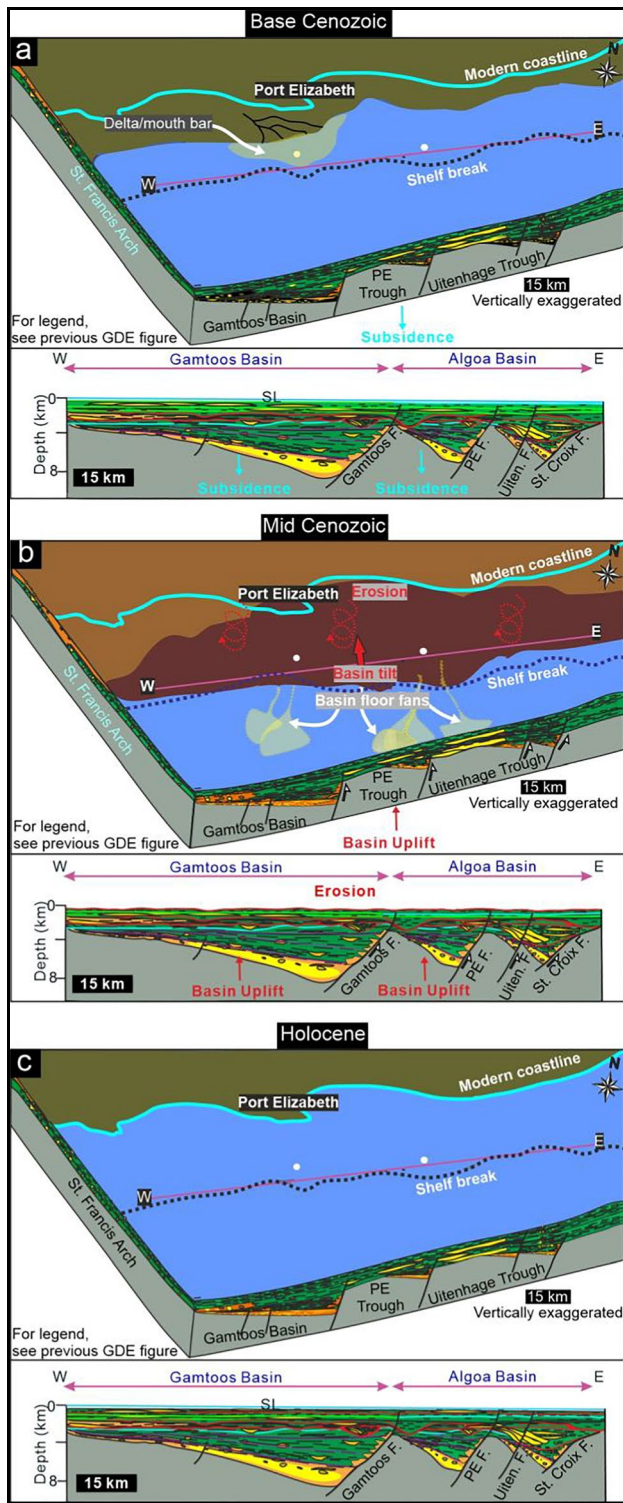 Base Cenozoic
a
N
Modern coastline
Port Elizabeth
Delta/mouth bar
E
W
Shelf break
St. Francis Arch
PE
Trough
Uitenhage Trough
15 km
Vertically exaggerated
Gamtoos Basin
For legend,
see previous GDE figure
Subsidence
W
Gamtoos Basin
Algoa Basin
E
SL
0
Depth (km)
8
15 km
Subsidence
Subsidence
Gamtoos F.
PE F.
Uiten. F.
St. Croix F.
Mid Cenozoic
b
N
Modern coastline
Port Elizabeth
Erosion
E
W
Basin tilt
Shelf break
Basin floor fans
St. Francis Arch
PE
Trough
Uitenhage Trough
15 km
Vertically exaggerated
Gamtoos Basin
For legend,
see previous GDE figure
Basin Uplift
W
Gamtoos Basin
Algoa Basin
E
Erosion
0
Depth (km)
8
15 km
Basin Uplift
Basin Uplift
Gamtoos F.
PE F.
Uiten. F.
St. Croix F.
Holocene
c
N
Modern coastline
Port Elizabeth
E
W
Shelf break
St. Francis Arch
PE
Trough
Uitenhage Trough
15 km
Vertically exaggerated
Gamtoos Basin
For legend,
see previous GDE figure
W
Gamtoos Basin
Algoa Basin
E
SL
0
Depth (km)
8
15 km
Gamtoos F.
PE F.
Uiten. F.
St. Croix F.